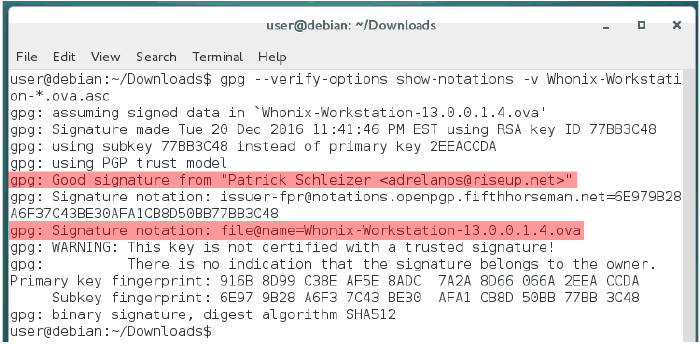 user@debian:~/Downloads
File Edit View Search Terminal Help
user@debian:~/Downloads$ gpg --verify-options show-notations -v Whonix-Workstati
on-*.ova.asc
gpg: assuming signed data in `Whonix-Workstation-13.0.0.1.4.ova'
gpg: Signature made Tue 20 Dec 2016 11:41:46 PM EST using RSA key ID 77BB3C48
gpg: using subkey 77BB3C48 instead of primary key 2EEACCDA
gpg: using PGP trust model
gpg: Good signature from "Patrick Schleizer <adrelanos@riseup.net>"
gpg: Signature notation: issuer-fpr@notations.openpgp.fifthhorseman.net=6E979B28
A6F37C43BE30AFA1CB8D50BB77BB3C48
gpg: Signature notation: file@name=Whonix-Workstation-13.0.0.1.4.ova
gpg: WARNING: This key is not certified with a trusted signature!
gpg:          There is no indication that the signature belongs to the owner.
Primary key fingerprint: 916B 8D99 C38E AF5E 8ADC  7A2A 8D66 066A 2EEA CCDA
     Subkey fingerprint: 6E97 9B28 A6F3 7C43 BE30  AFA1 CB8D 50BB 77BB 3C48
gpg: binary signature, digest algorithm SHA512
user@debian:~/Downloads$